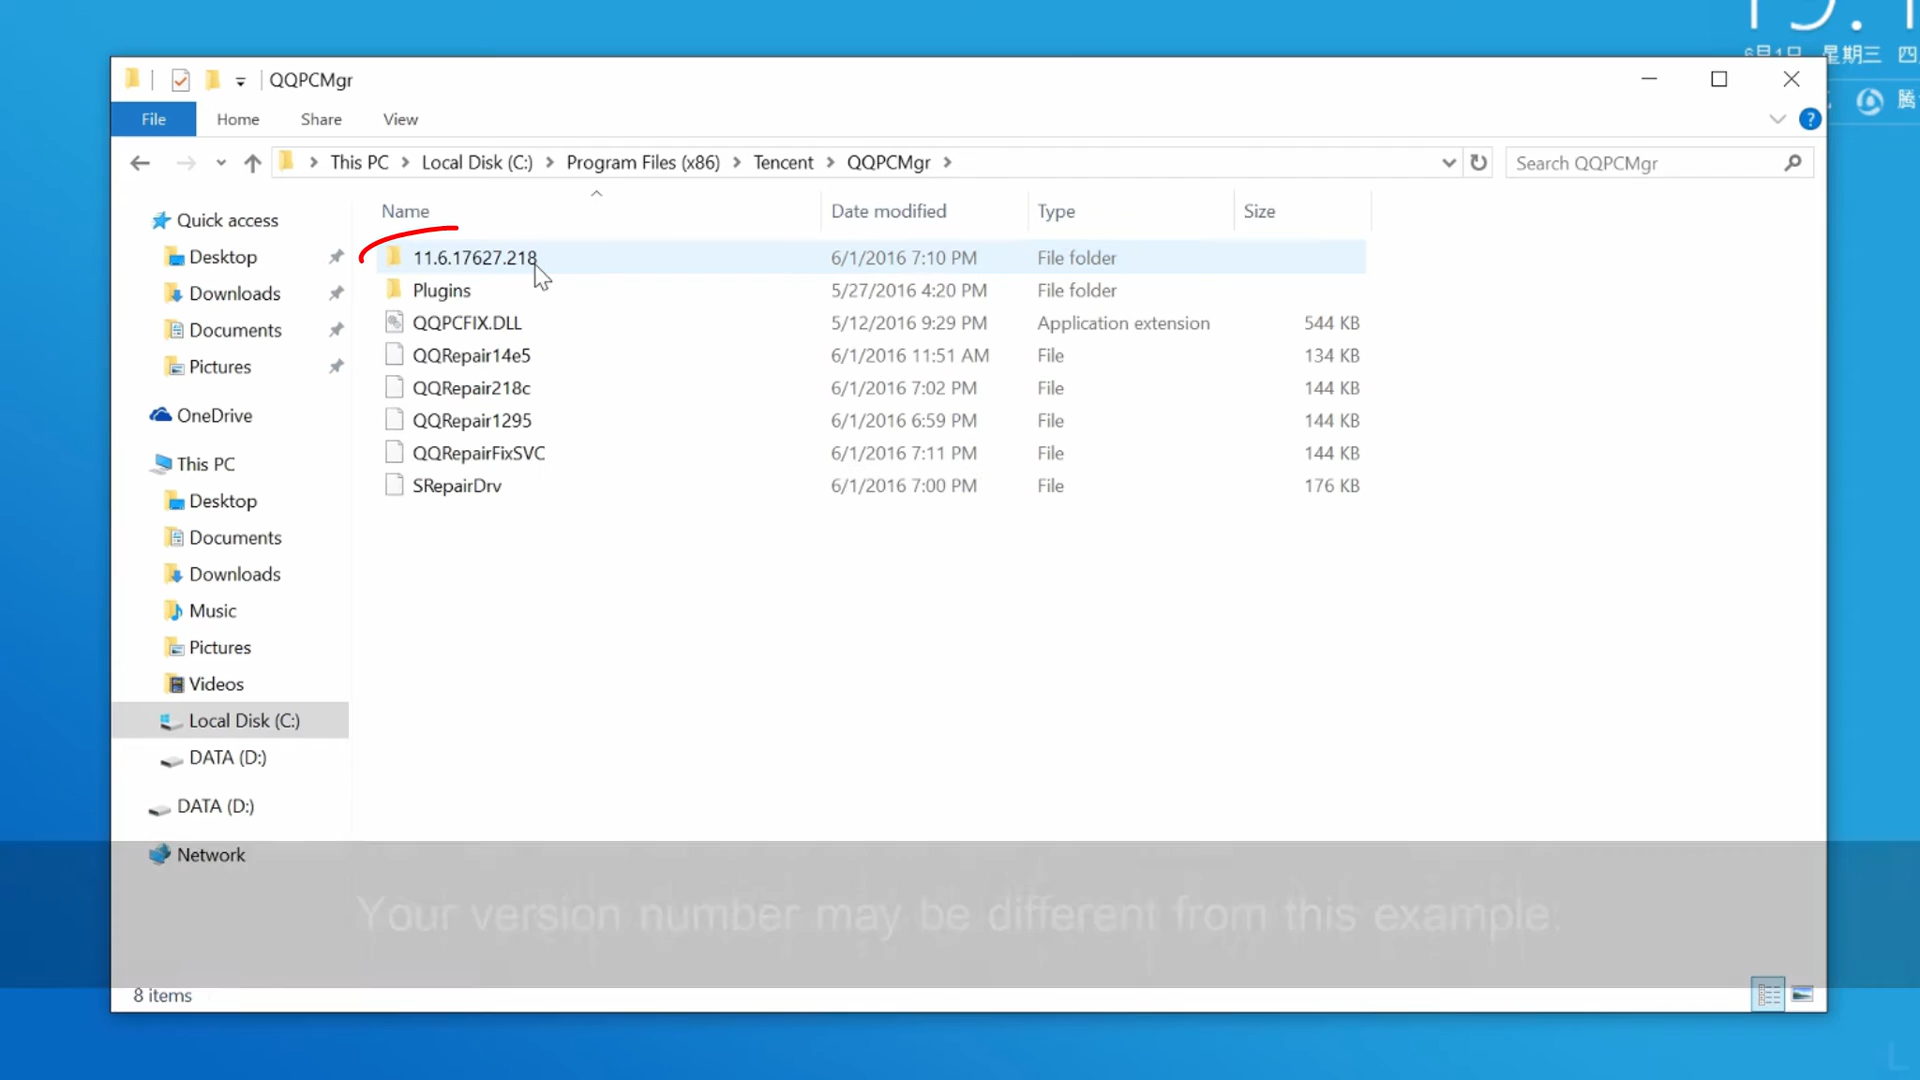 6月1日 星期三 四
腾
QQPCMgr
File Home Share View
This PC Local Disk (C:) Program Files (x86) Tencent QQPCMgr
Search QQPCMgr
Name Date modified Type Size
11.6.17627.218 6/1/2016 7:10 PM File folder
Plugins 5/27/2016 4:20 PM File folder
QQPCFIX.DLL 5/12/2016 9:29 PM Application extension 544 KB
QQRepair14e5 6/1/2016 11:51 AM File 134 KB
QQRepair218c 6/1/2016 7:02 PM File 144 KB
QQRepair1295 6/1/2016 6:59 PM File 144 KB
QQRepairFixSVC 6/1/2016 7:11 PM File 144 KB
SRepairDrv 6/1/2016 7:00 PM File 176 KB
Quick access
Desktop
Downloads
Documents
Pictures
OneDrive
This PC
Desktop
Documents
Downloads
Music
Pictures
Videos
Local Disk (C:)
DATA (D:)
DATA (D:)
Network
Your version number may be different from this example.
8 items